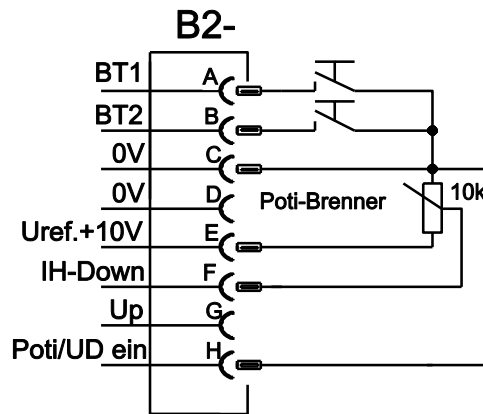 B2-
BT1 A
BT2 B
0V C
0V D Poti-Brenner 10k
Uref.+10V E
IH-Down F
Up G
Poti/UD ein H